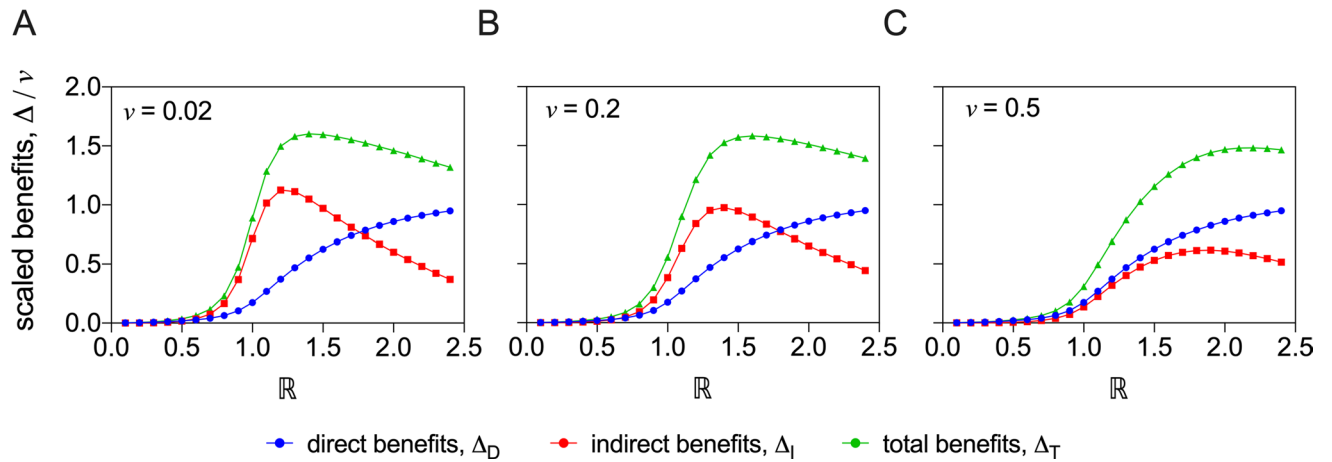 A
B
C
scaled benefits, Δ / ν
2.0
1.5
1.0
0.5
0.0
ν = 0.02
ν = 0.2
ν = 0.5
0.0 0.5 1.0 1.5 2.0 2.5
0.0 0.5 1.0 1.5 2.0 2.5
0.0 0.5 1.0 1.5 2.0 2.5
ℝ
ℝ
ℝ
direct benefits, Δ_D
indirect benefits, Δ_I
total benefits, Δ_T